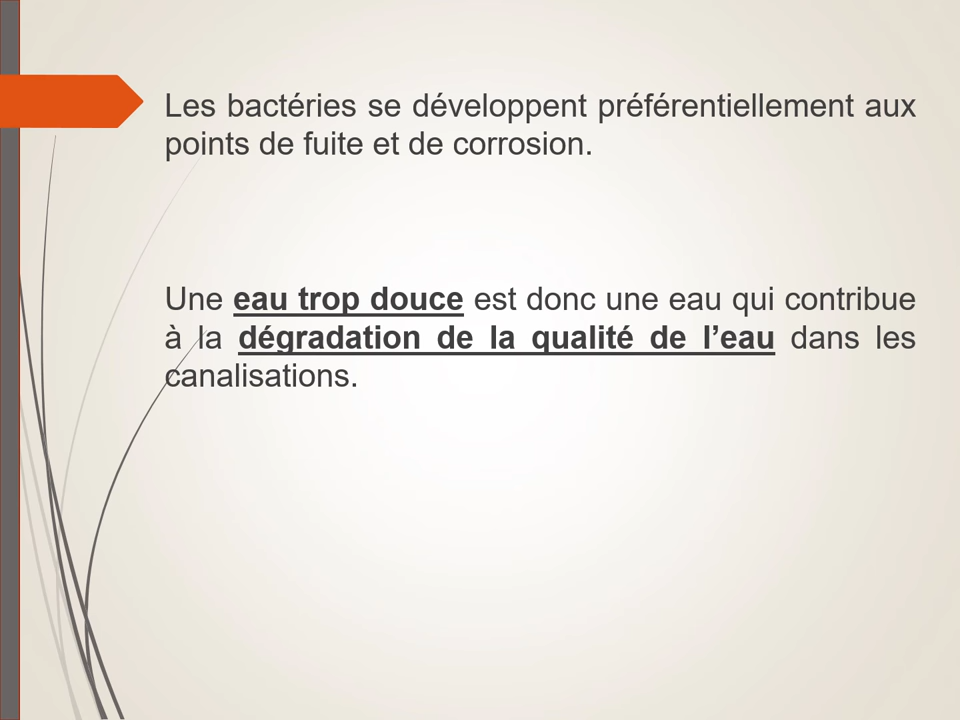 Les bactéries se développent préférentiellement aux
points de fuite et de corrosion.
Une eau trop douce est donc une eau qui contribue
à la dégradation de la qualité de l’eau dans les
canalisations.